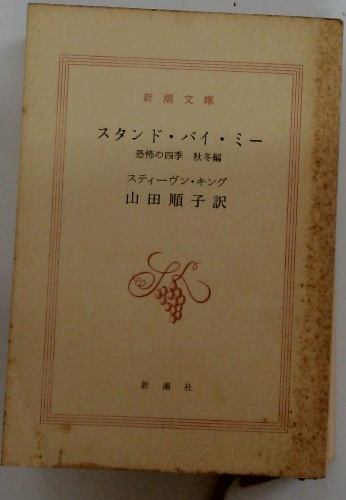 新潮文庫
スタンド・バイ・ミー
恐怖の四季 秋冬編
スティーヴン・キング
山田順子訳
新潮社